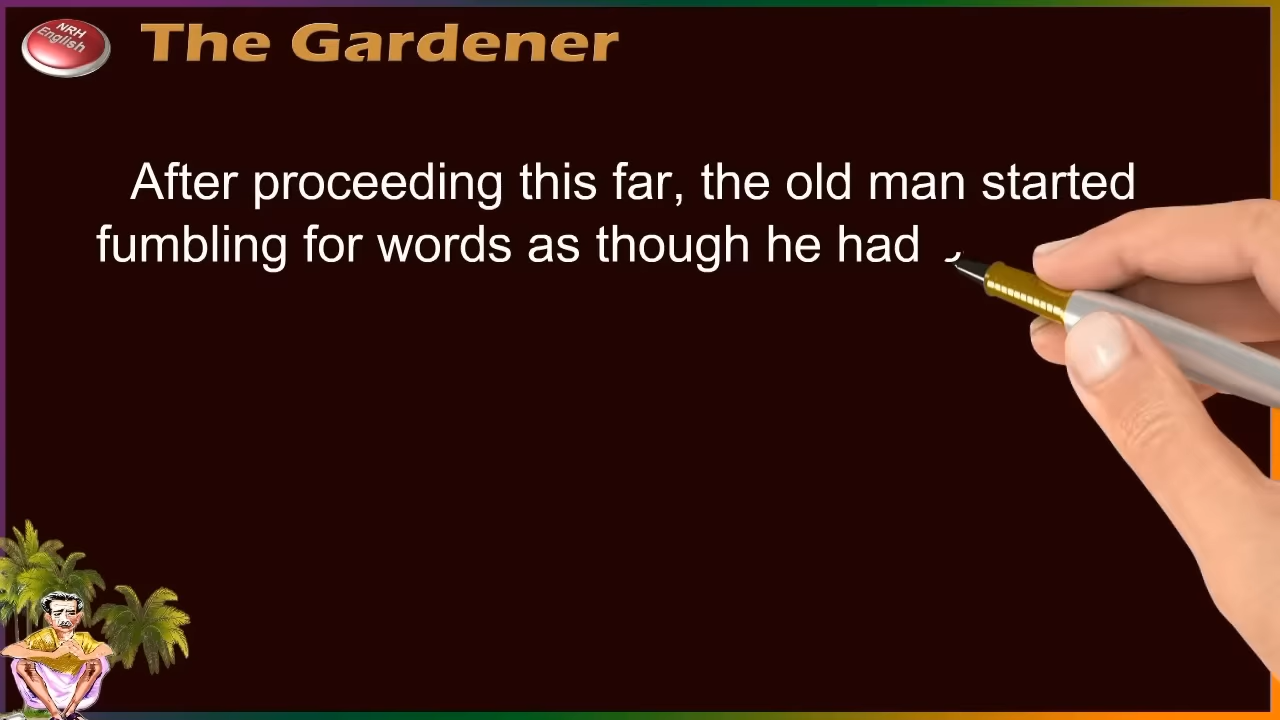 NRH
English
The Gardener
After proceeding this far, the old man started
fumbling for words as though he had